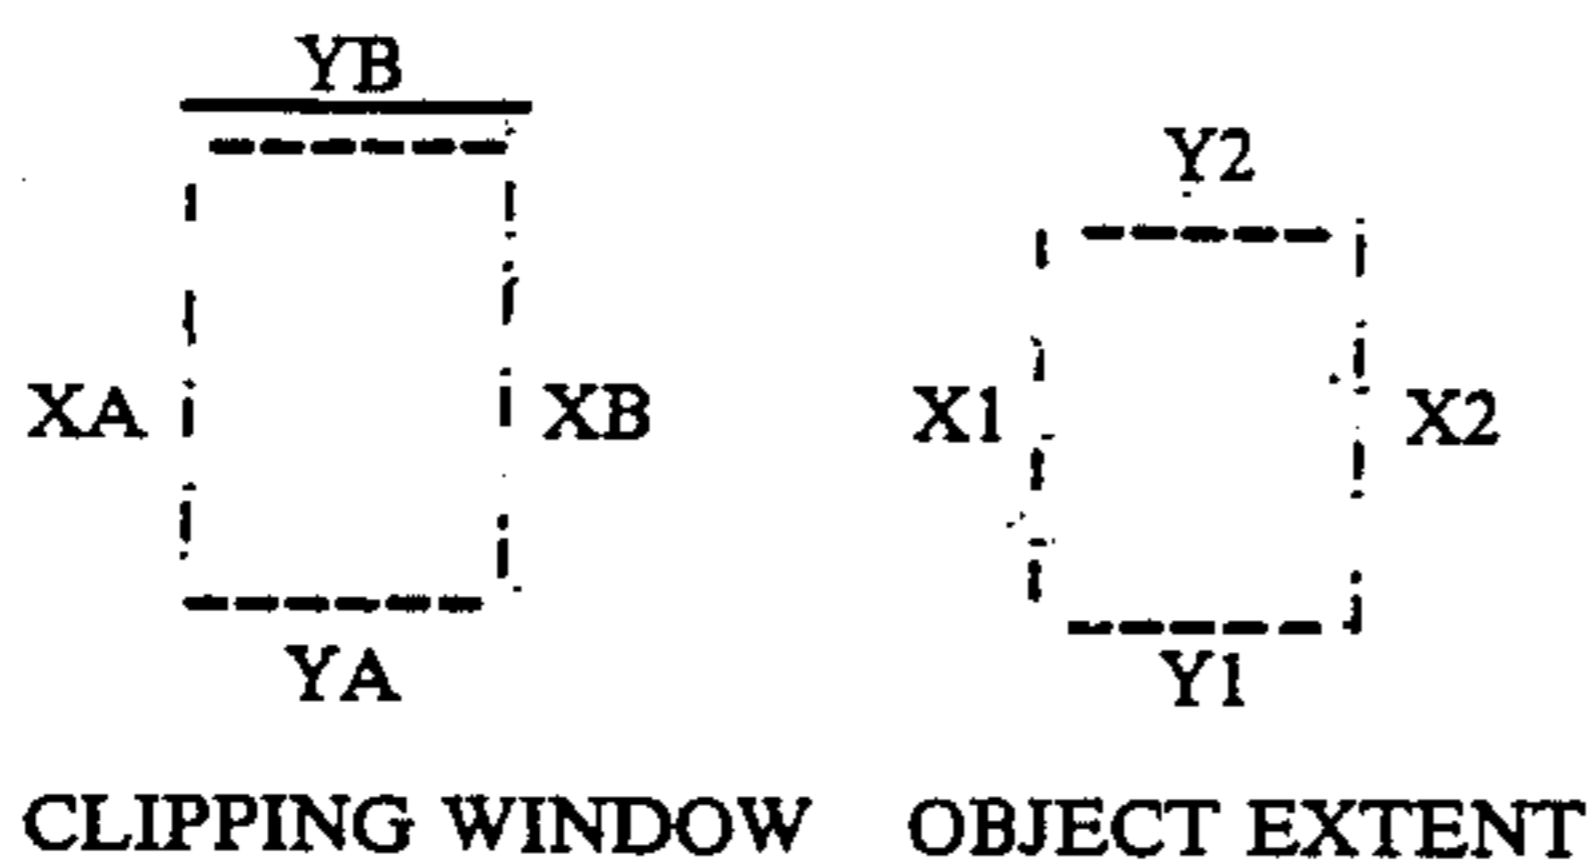 YB
Y2
XA XB X1 X2
YA Y1
CLIPPING WINDOW OBJECT EXTENT